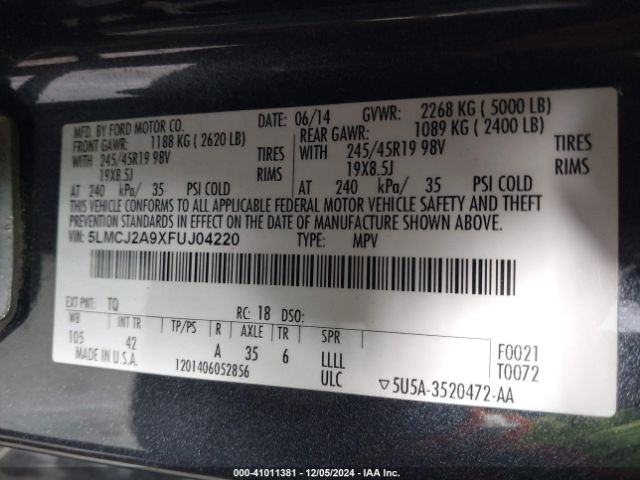 MFD. BY FORD MOTOR CO.
DATE: 06/14 GVWR: 2268 KG ( 5000 LB)
FRONT GAWR: 1188 KG ( 2620 LB)
REAR GAWR: 1089 KG ( 2400 LB)
WITH 245/45R19 98V TIRES
WITH 245/45R19 98V TIRES
19X8.5J RIMS
19X8.5J RIMS
AT 240 kPa/ 35 PSI COLD
AT 240 kPa/ 35 PSI COLD
THIS VEHICLE CONFORMS TO ALL APPLICABLE FEDERAL MOTOR VEHICLE SAFETY AND THEFT
PREVENTION STANDARDS IN EFFECT ON THE DATE OF MANUFACTURE SHOWN ABOVE.
VIN: 5LMCJ2A9XFUJ04220 TYPE: MPV
EXT PNT: TQ RC: 18 DSO:
WB INT TR TP/PS R AXLE TR SPR
105 42 A 35 6 LLLL F0021
MADE IN U.S.A. 1201406052856 ULC T0072
▽5U5A-3520472-AA
000-41011381 - 12/05/2024 - IAA Inc.